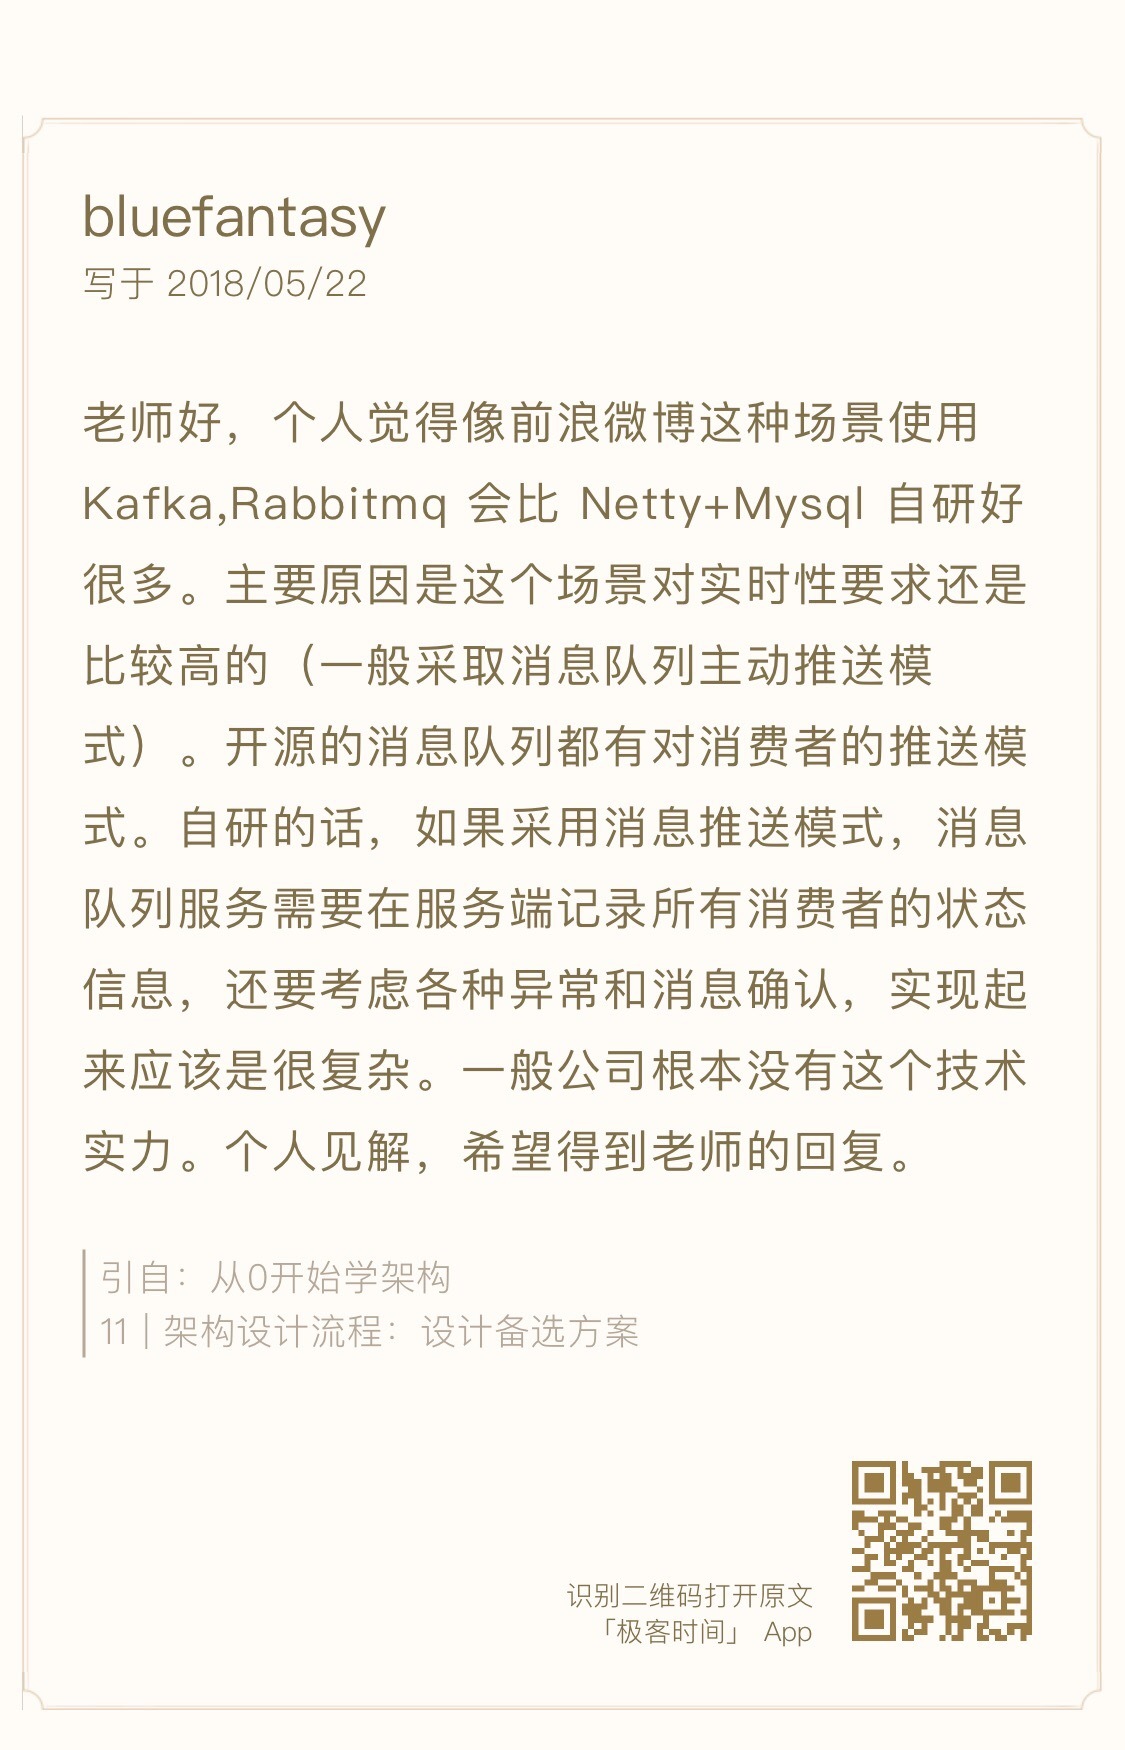 bluefantasy
写于 2018/05/22
老师好，个人觉得像前浪微博这种场景使用
Kafka,Rabbitmq 会比 Netty+Mysql 自研好
很多。主要原因是这个场景对实时性要求还是
比较高的（一般采取消息队列主动推送模
式）。开源的消息队列都有对消费者的推送模
式。自研的话，如果采用消息推送模式，消息
队列服务需要在服务端记录所有消费者的状态
信息，还要考虑各种异常和消息确认，实现起
来应该是很复杂。一般公司根本没有这个技术
实力。个人见解，希望得到老师的回复。
引自：从0开始学架构
11 | 架构设计流程：设计备选方案
识别二维码打开原文
「极客时间」 App